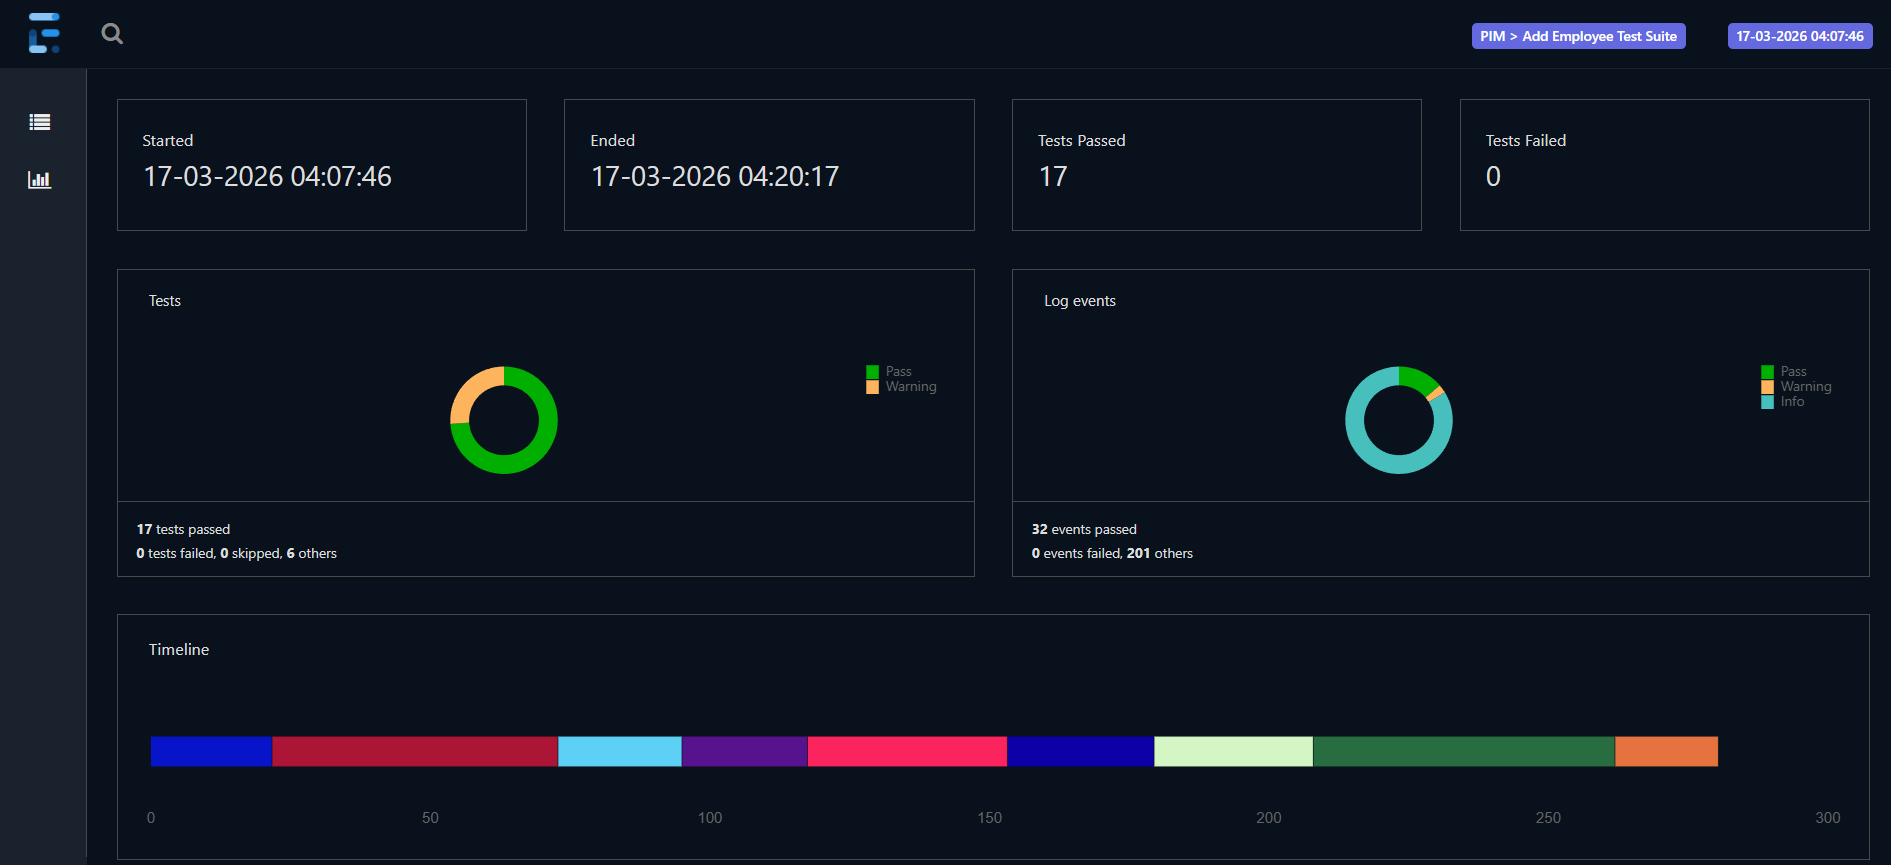 PIM > Add Employee Test Suite
17-03-2026 04:07:46
Started
17-03-2026 04:07:46
Ended
17-03-2026 04:20:17
Tests Passed
17
Tests Failed
0
Tests
Pass
Warning
17 tests passed
0 tests failed, 0 skipped, 6 others
Log events
Pass
Warning
Info
32 events passed
0 events failed, 201 others
Timeline
0 50 100 150 200 250 300